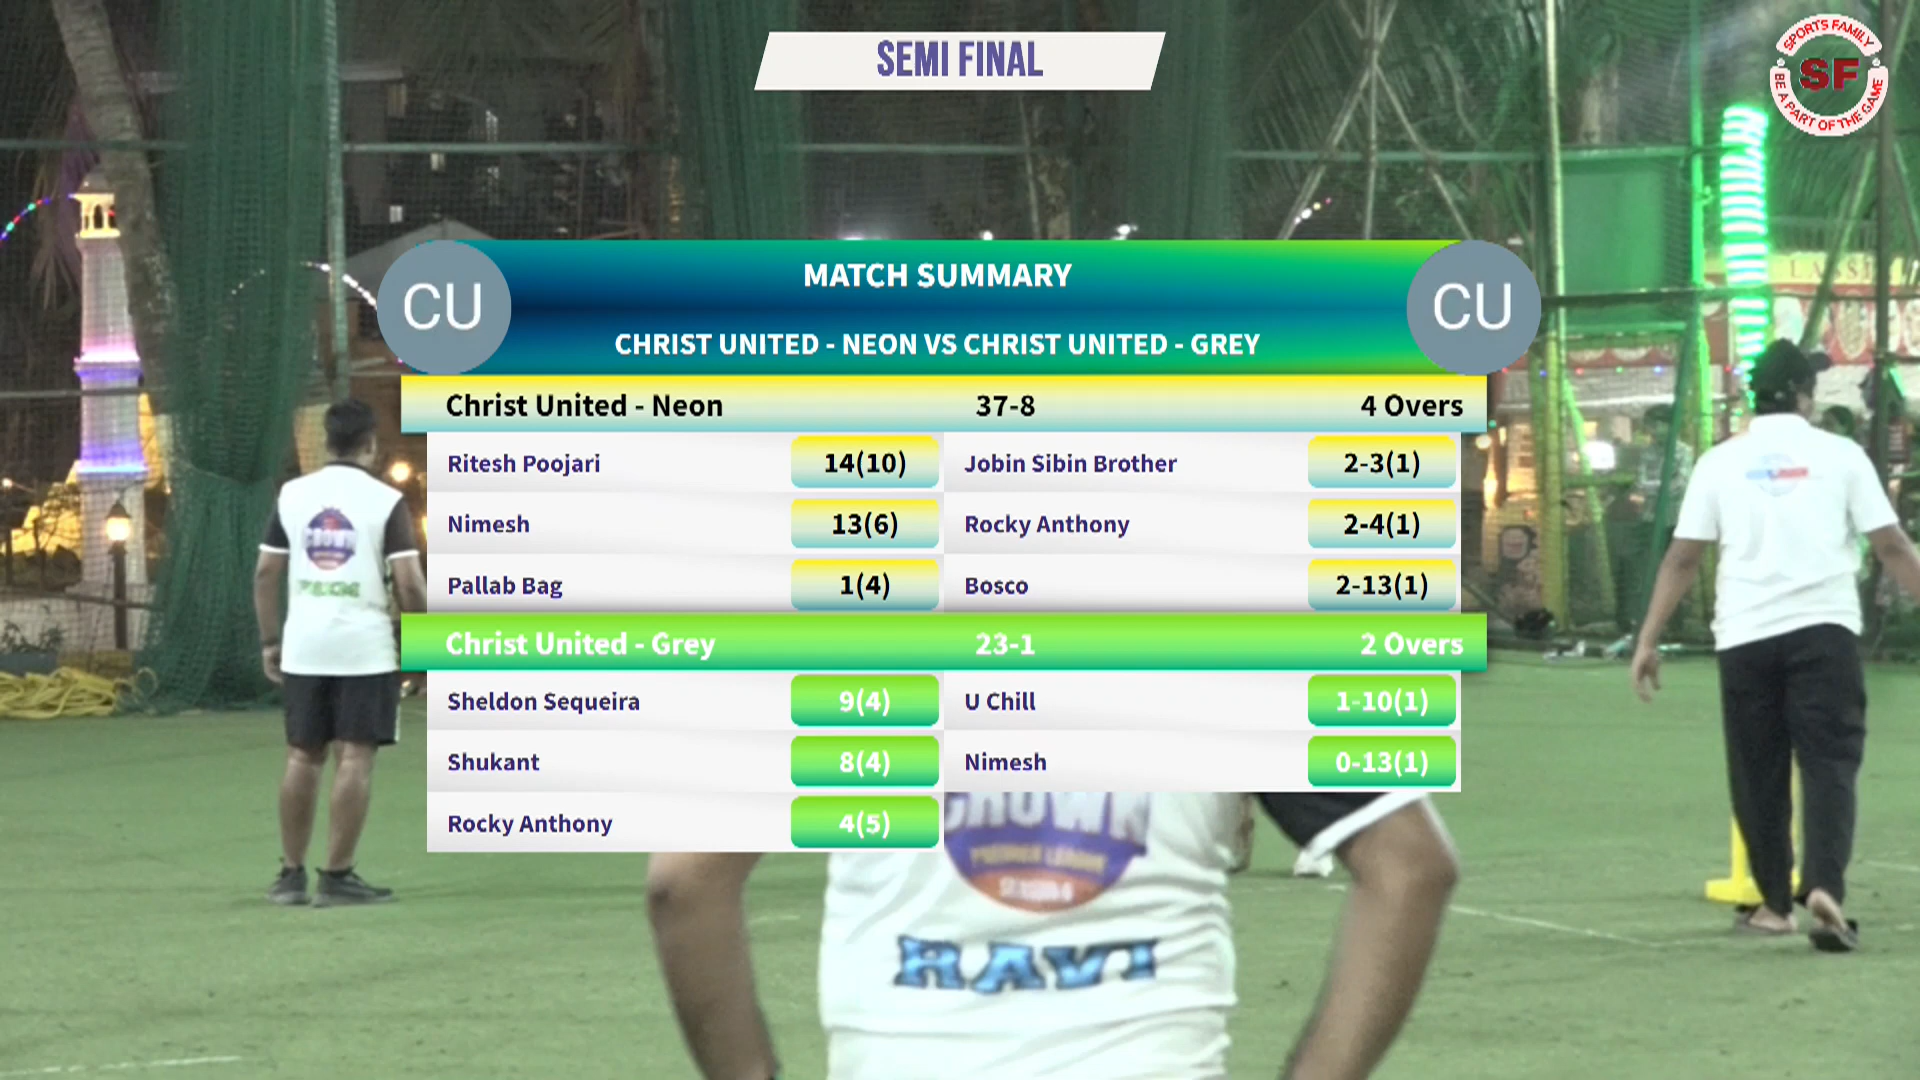 SEMI FINAL
SPORTS FAMILY
SF
BE A PART OF THE GAME
CU
MATCH SUMMARY
CHRIST UNITED - NEON VS CHRIST UNITED - GREY
CU
Christ United - Neon 37-8 4 Overs
Ritesh Poojari 14(10) Jobin Sibin Brother 2-3(1)
Nimesh 13(6) Rocky Anthony 2-4(1)
Pallab Bag 1(4) Bosco 2-13(1)
Christ United - Grey 23-1 2 Overs
Sheldon Sequeira 9(4) U Chill 1-10(1)
Shukant 8(4) Nimesh 0-13(1)
Rocky Anthony 4(5)
CROWN
PREMIER LEAGUE
RAVI
CROWN